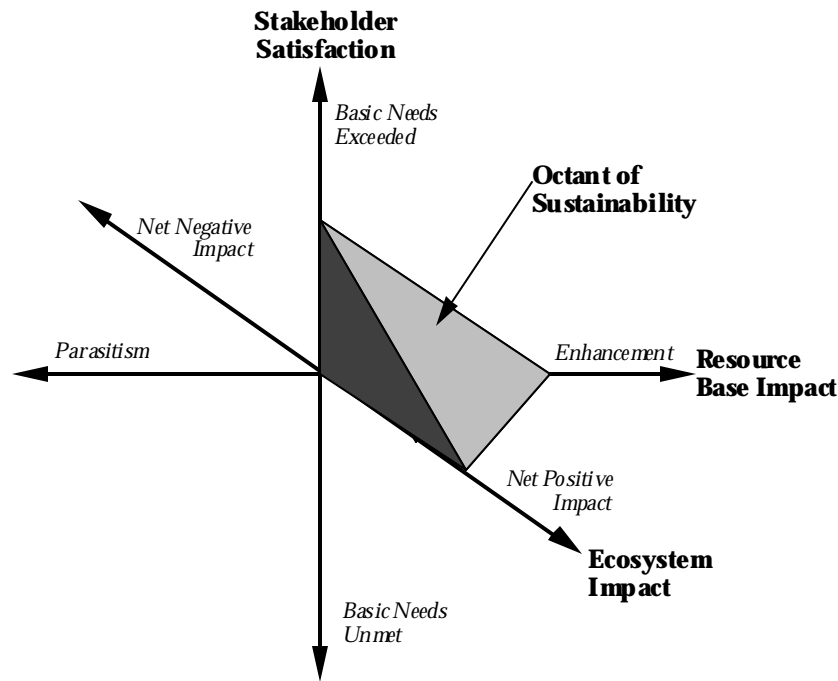 Stakeholder
Satisfaction
Basic Needs
Exceeded
Octant of
Sustainability
Net Negative
Impact
Parasitism
Enhancement
Resource
Base Impact
Net Positive
Impact
Ecosystem
Impact
Basic Needs
Unmet